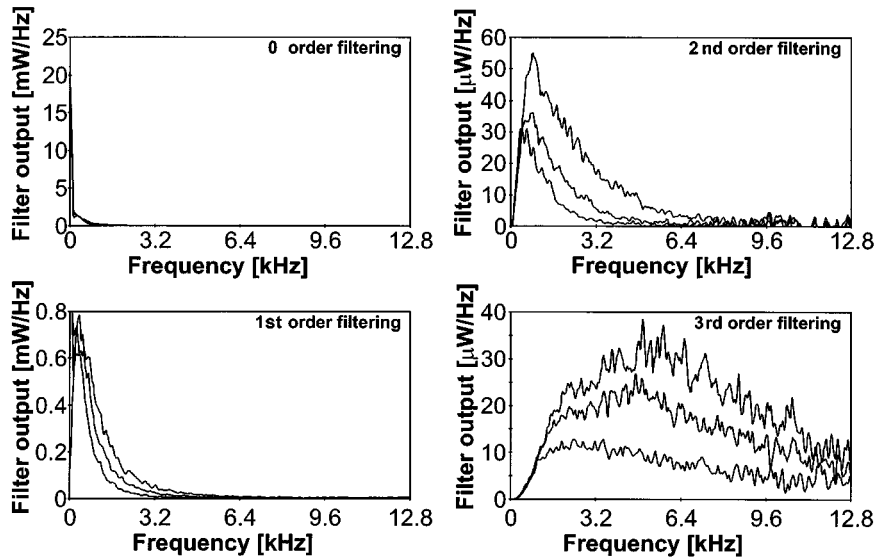 Filter output [mW/Hz]
25
20
15
10
5
0
0 order filtering
0 3.2 6.4 9.6 12.8
Frequency [kHz]
Filter output [µW/Hz]
60
50
40
30
20
10
0
2nd order filtering
0 3.2 6.4 9.6 12.8
Frequency [kHz]
Filter output [mW/Hz]
0.8
0.6
0.4
0.2
0
1st order filtering
0 3.2 6.4 9.6 12.8
Frequency [kHz]
Filter output [µW/Hz]
40
30
20
10
0
3rd order filtering
0 3.2 6.4 9.6 12.8
Frequency [kHz]